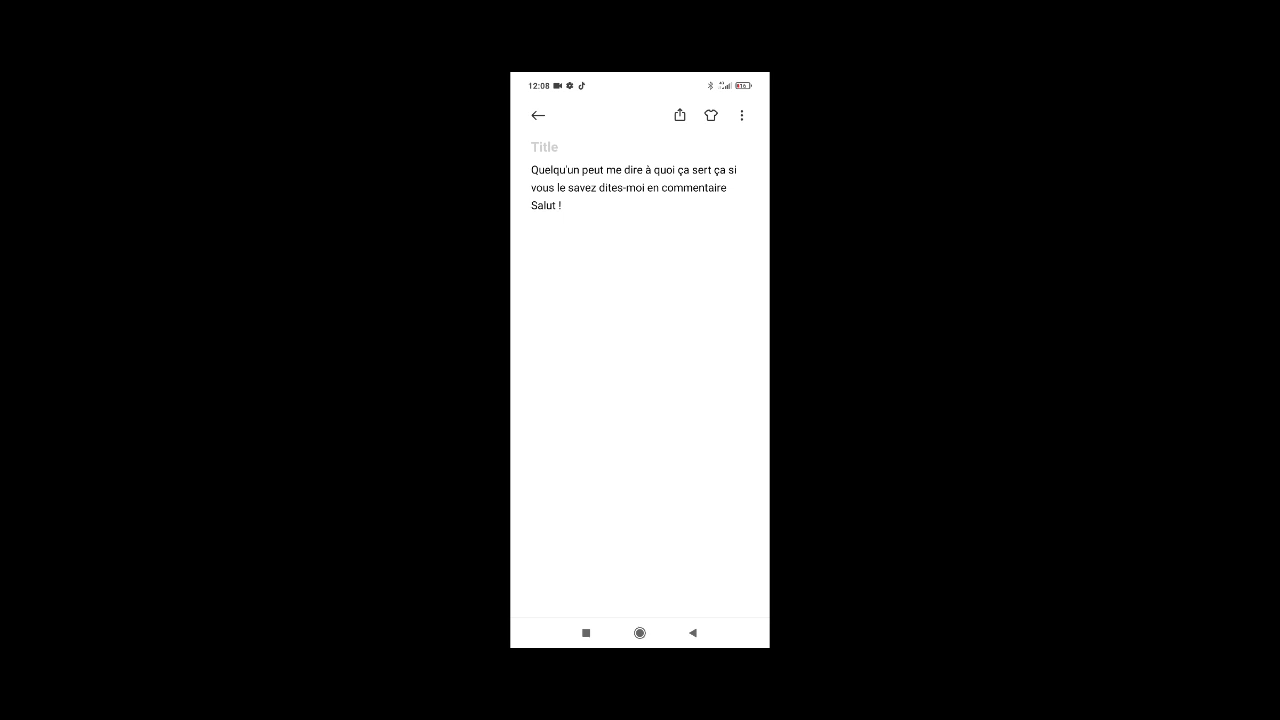 12:08
Title
Quelqu'un peut me dire à quoi ça sert ça si
vous le savez dites-moi en commentaire
Salut !